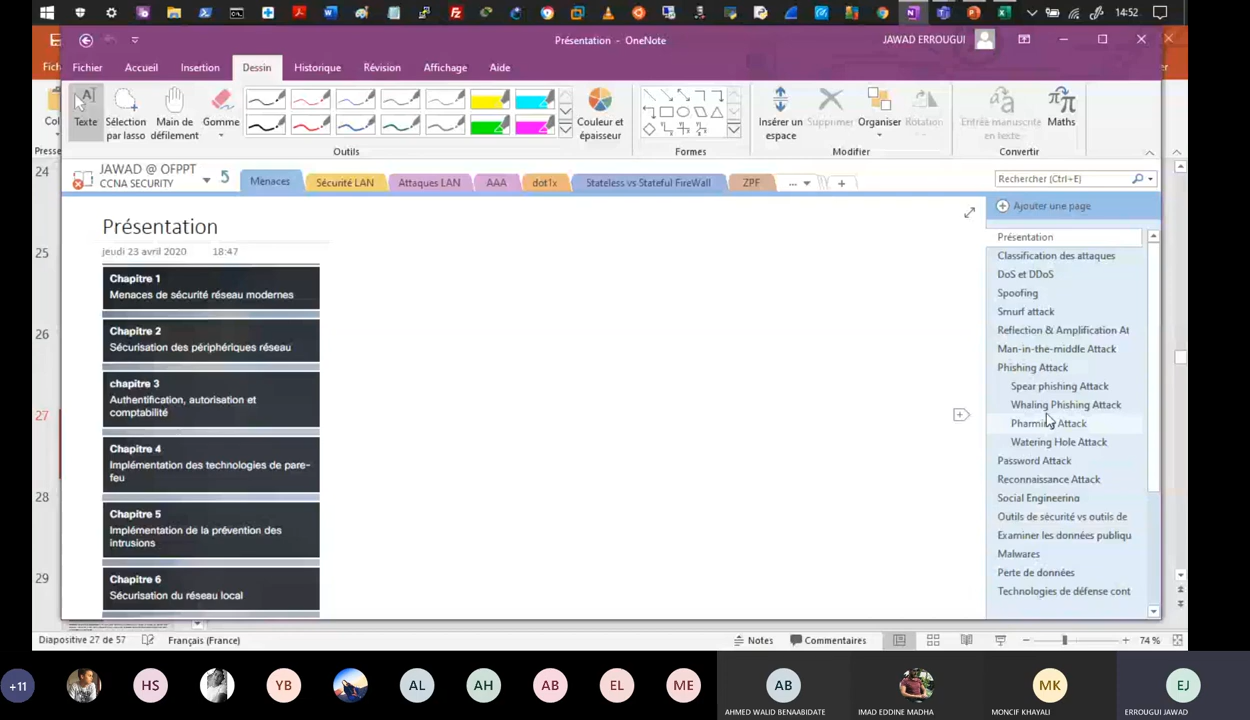 14:52
Présentation - OneNote
JAWAD ERROUGUI
Fichier
Accueil
Insertion
Dessin
Historique
Révision
Affichage
Aide
Texte
Sélection par lasso
Main de défilement
Gomme
Couleur et épaisseur
Insérer un espace
Supprimer
Organiser
Rotation
Entrée manuscrite en texte
Maths
Presse
Outils
Formes
Modifier
Convertir
JAWAD @ OFPPT
CCNA SECURITY
Menaces
Sécurité LAN
Attaques LAN
AAA
dot1x
Stateless vs Stateful FireWall
ZPF
...
Rechercher (Ctrl+E)
24
25
26
27
28
29
Présentation
jeudi 23 avril 2020 18:47
Chapitre 1
Menaces de sécurité réseau modernes
Chapitre 2
Sécurisation des périphériques réseau
chapitre 3
Authentification, autorisation et
comptabilité
Chapitre 4
Implémentation des technologies de pare-
feu
Chapitre 5
Implémentation de la prévention des
intrusions
Chapitre 6
Sécurisation du réseau local
Ajouter une page
Présentation
Classification des attaques
DoS et DDoS
Spoofing
Smurf attack
Reflection & Amplification At
Man-in-the-middle Attack
Phishing Attack
Spear phishing Attack
Whaling Phishing Attack
Pharming Attack
Watering Hole Attack
Password Attack
Reconnaissance Attack
Social Engineering
Outils de sécurité vs outils de
Examiner les données publiqu
Malwares
Perte de données
Technologies de défense cont
Diapositive 27 de 57
Français (France)
Notes
Commentaires
74 %
+11
HS
YB
AL
AH
AB
EL
ME
AB
AHMED WALID BENAABIDATE
IMAD EDDINE MADHA
MK
MONCIF KHAYALI
EJ
ERROUGUI JAWAD